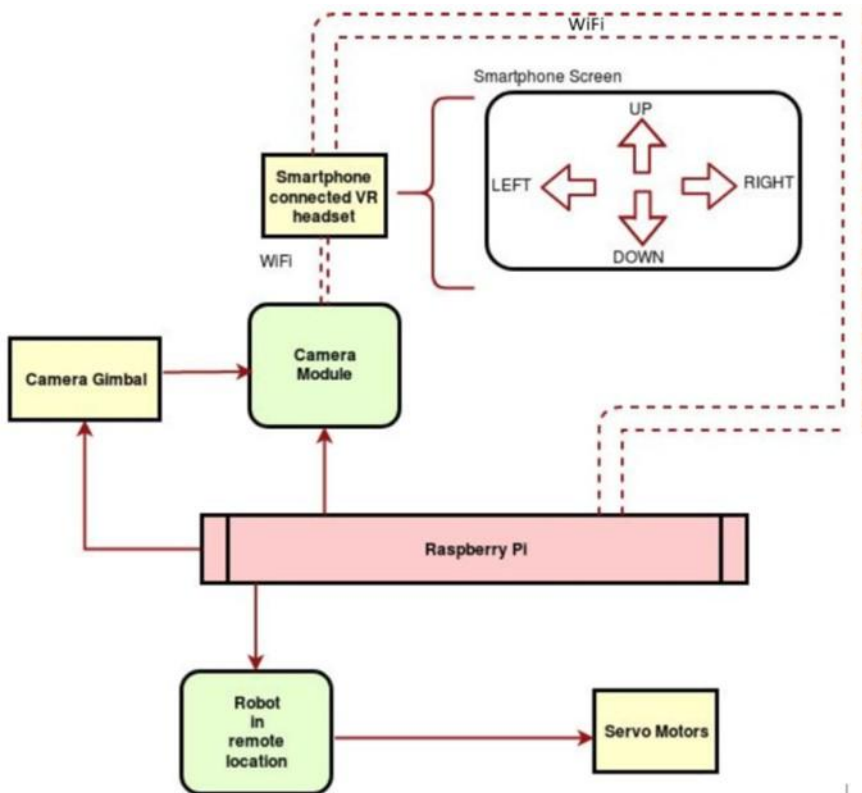 WiFi
Smartphone Screen
UP
LEFT
RIGHT
DOWN
Smartphone
connected VR
headset
WiFi
Camera
Module
Camera Gimbal
Raspberry Pi
Robot
in
remote
location
Servo Motors